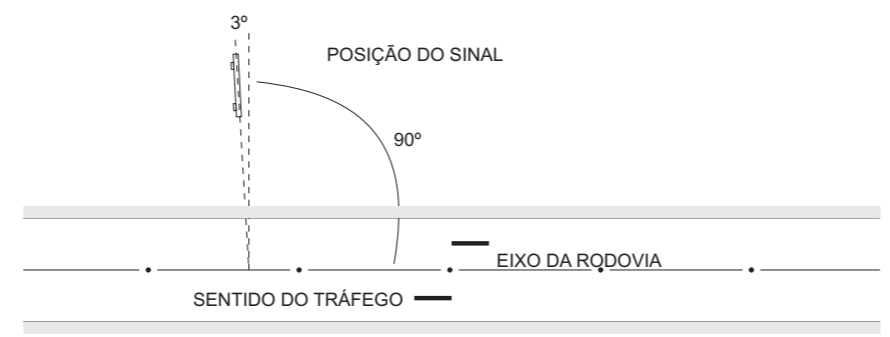 3º
POSIÇÃO DO SINAL
90º
EIXO DA RODOVIA
SENTIDO DO TRÁFEGO